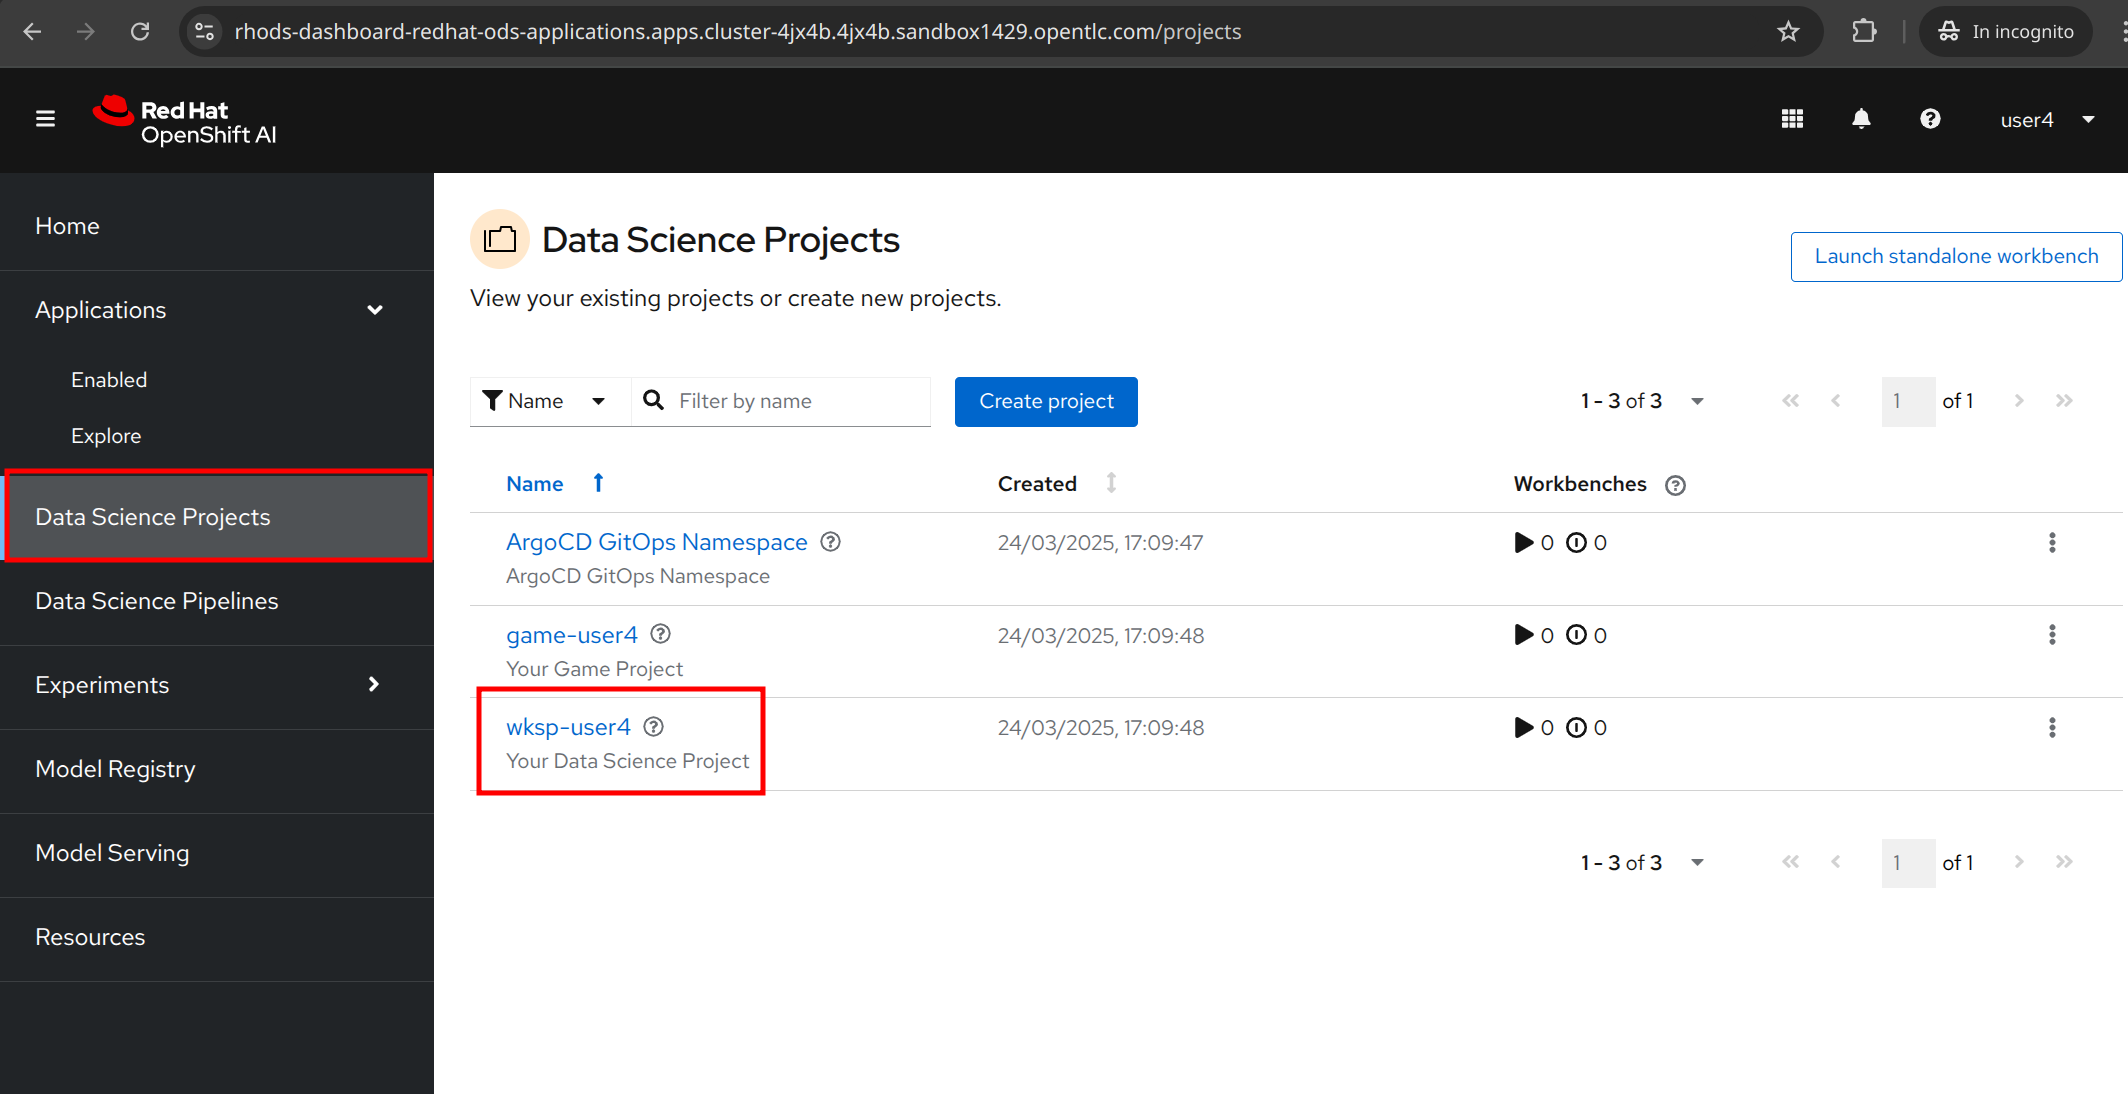 rhods-dashboard-redhat-ods-applications.apps.cluster-4jx4b.4jx4b.sandbox1429.opentlc.com/projects
In incognito
Red Hat
OpenShift AI
user4
Home
Applications
Enabled
Explore
Data Science Projects
Data Science Pipelines
Experiments
Model Registry
Model Serving
Resources
Data Science Projects
Launch standalone workbench
View your existing projects or create new projects.
Name Filter by name Create project 1 - 3 of 3 1 of 1
Name Created Workbenches
ArgoCD GitOps Namespace 24/03/2025, 17:09:47 0 0
ArgoCD GitOps Namespace
game-user4 24/03/2025, 17:09:48 0 0
Your Game Project
wksp-user4 24/03/2025, 17:09:48 0 0
Your Data Science Project
1 - 3 of 3 1 of 1